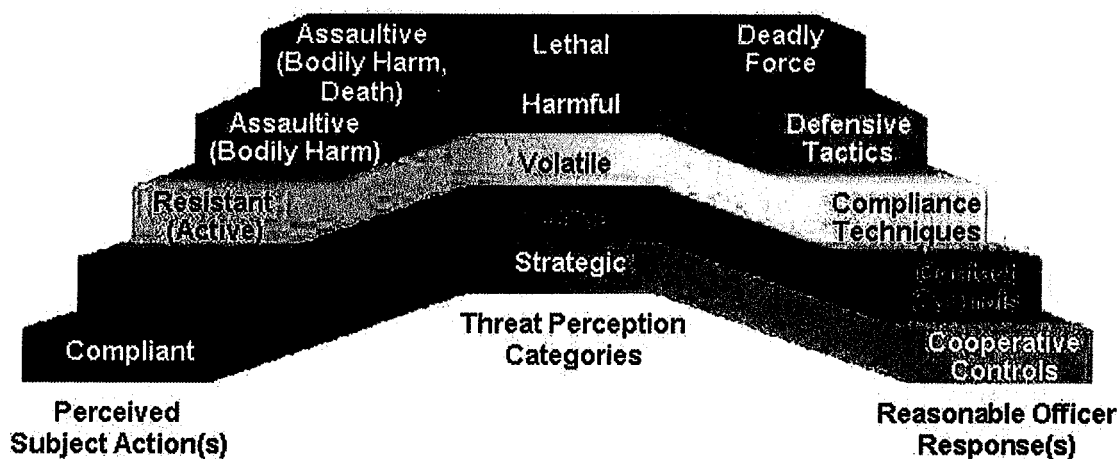 Assaultive
(Bodily Harm,
Death)
Lethal
Deadly
Force
Assaultive
(Bodily Harm)
Harmful
Defensive
Tactics
Resistant
(Active)
Volatile
Compliance
Techniques
Controls
Compliant
Strategic
Cooperative
Controls
Perceived
Subject Action(s)
Threat Perception
Categories
Reasonable Officer
Response(s)